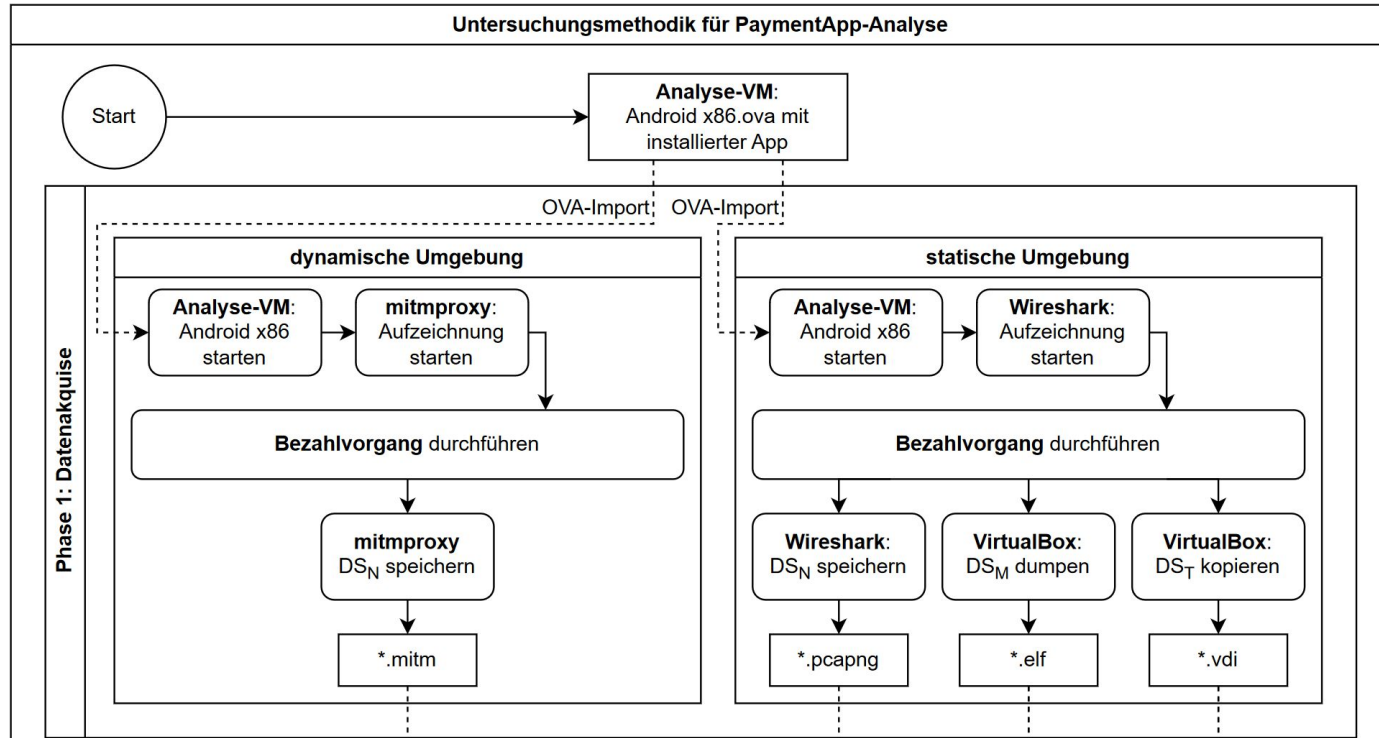 Untersuchungsmethodik für PaymentApp-Analyse
Start
Analyse-VM:
Android x86.ova mit
installierter App
OVA-Import
OVA-Import
Phase 1: Datenakquise
dynamische Umgebung
Analyse-VM:
Android x86
starten
mitmproxy:
Aufzeichnung
starten
Bezahlvorgang durchführen
mitmproxy
DSN speichern
*.mitm
statische Umgebung
Analyse-VM:
Android x86
starten
Wireshark:
Aufzeichnung
starten
Bezahlvorgang durchführen
Wireshark:
DSN speichern
VirtualBox:
DSM dumpen
VirtualBox:
DST kopieren
*.pcapng
*.elf
*.vdi